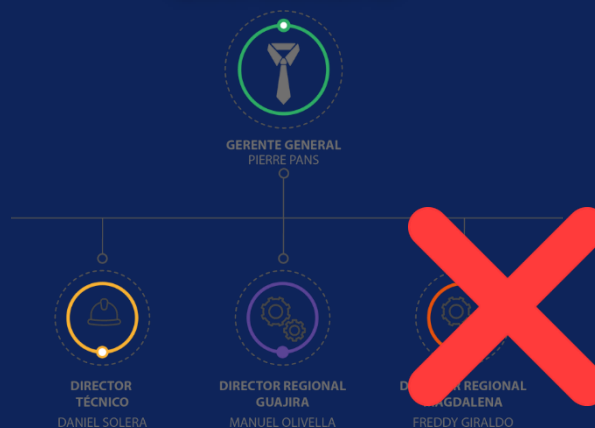 GERENTE GENERAL
PIERRE PANS
DIRECTOR
TÉCNICO
DANIEL SOLERA
DIRECTOR REGIONAL
GUAJIRA
MANUEL OLIVELLA
REGIONAL
FREDDY GIRALDO